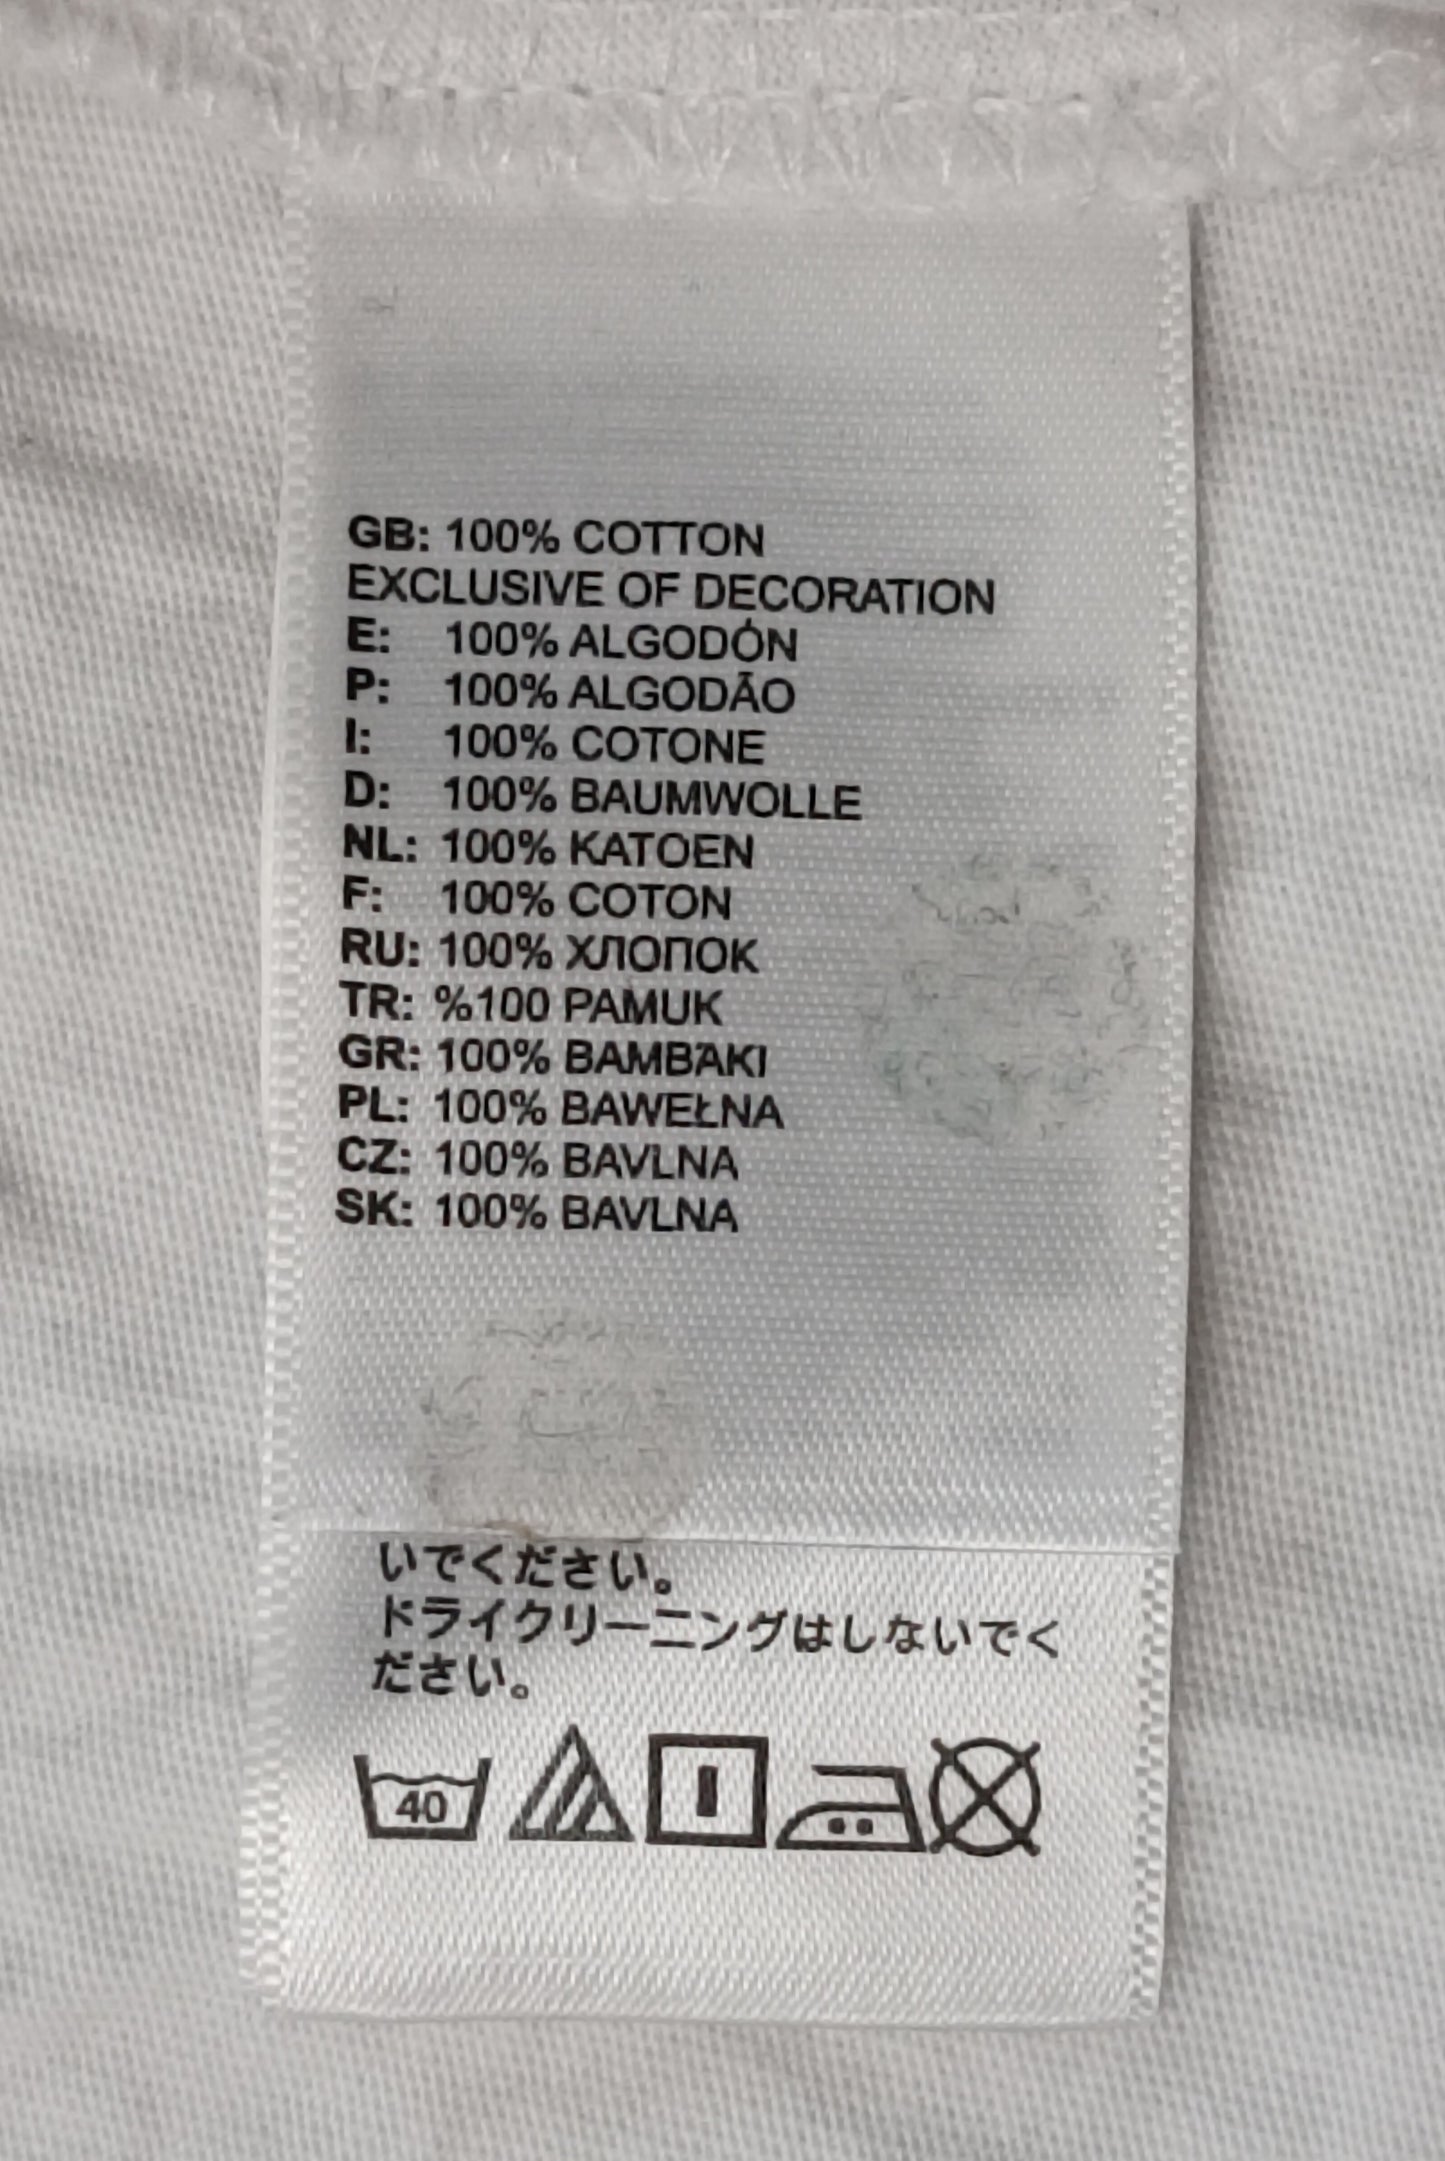 GB: 100% COTTON
EXCLUSIVE OF DECORATION
E: 100% ALGODÓN
P: 100% ALGODÃO
I: 100% COTONE
D: 100% BAUMWOLLE
NL: 100% KATOEN
F: 100% COTON
RU: 100% ХЛОПОК
TR: %100 PAMUK
GR: 100% ΒΑΜΒΆΚΙ
PL: 100% BAWEŁNA
CZ: 100% BAVLNA
SK: 100% BAVLNA
いでください。
ドライクリーニングはしないでく
ださい。
40